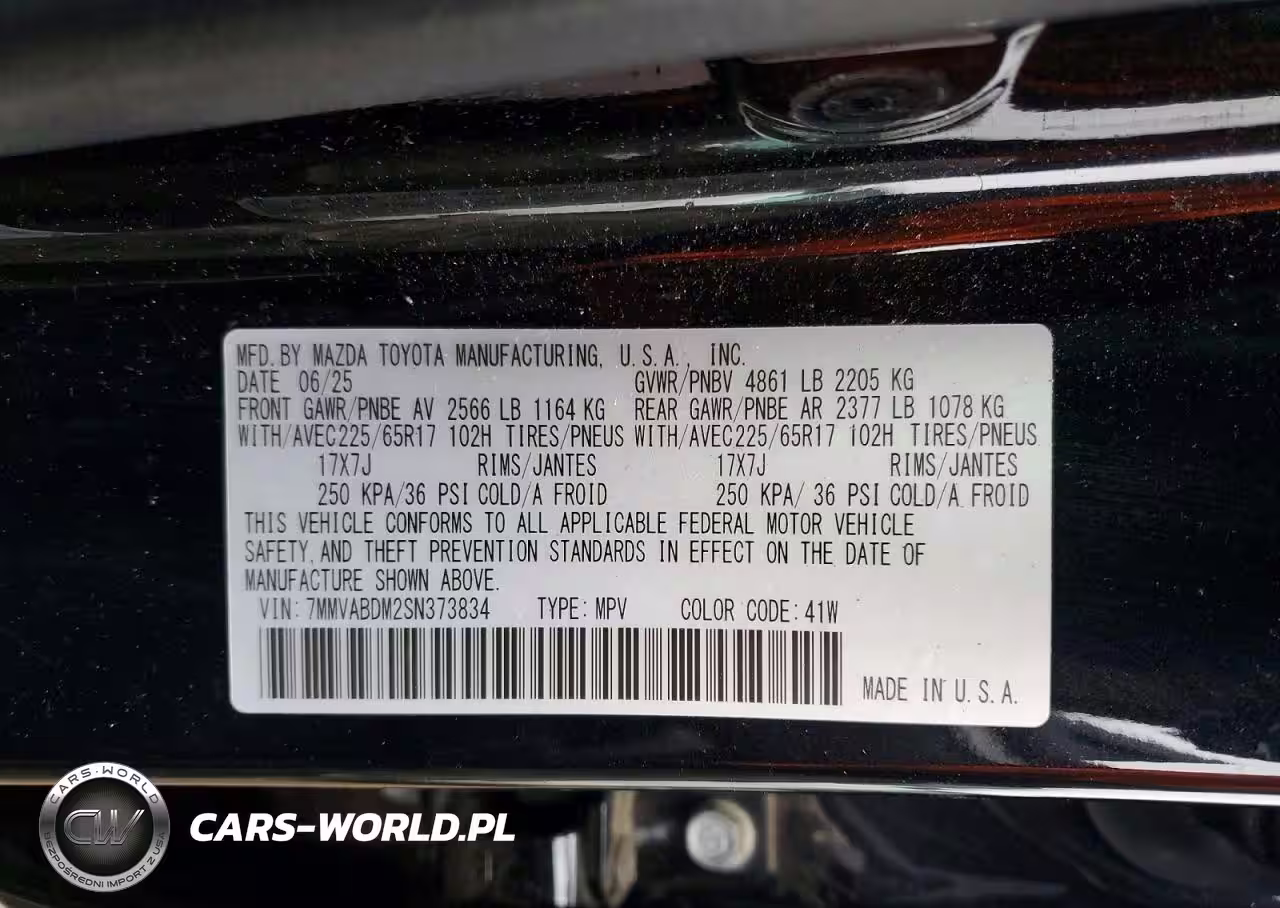 MFD. BY MAZDA TOYOTA MANUFACTURING, U.S.A., INC.
DATE 06/25 GVWR/PNBV 4861 LB 2205 KG
FRONT GAWR/PNBE AV 2566 LB 1164 KG REAR GAWR/PNBE AR 2377 LB 1078 KG
WITH/AVEC225/65R17 102H TIRES/PNEUS WITH/AVEC225/65R17 102H TIRES/PNEUS
17X7J RIMS/JANTES 17X7J RIMS/JANTES
250 KPA/36 PSI COLD/A FROID 250 KPA/ 36 PSI COLD/A FROID
THIS VEHICLE CONFORMS TO ALL APPLICABLE FEDERAL MOTOR VEHICLE
SAFETY, AND THEFT PREVENTION STANDARDS IN EFFECT ON THE DATE OF
MANUFACTURE SHOWN ABOVE.
VIN: 7MMVABDM2SN373834 TYPE: MPV COLOR CODE: 41W
MADE IN U.S.A.
CARS-WORLD
CW
BEZPOŚREDNI IMPORT Z USA
CARS-WORLD.PL